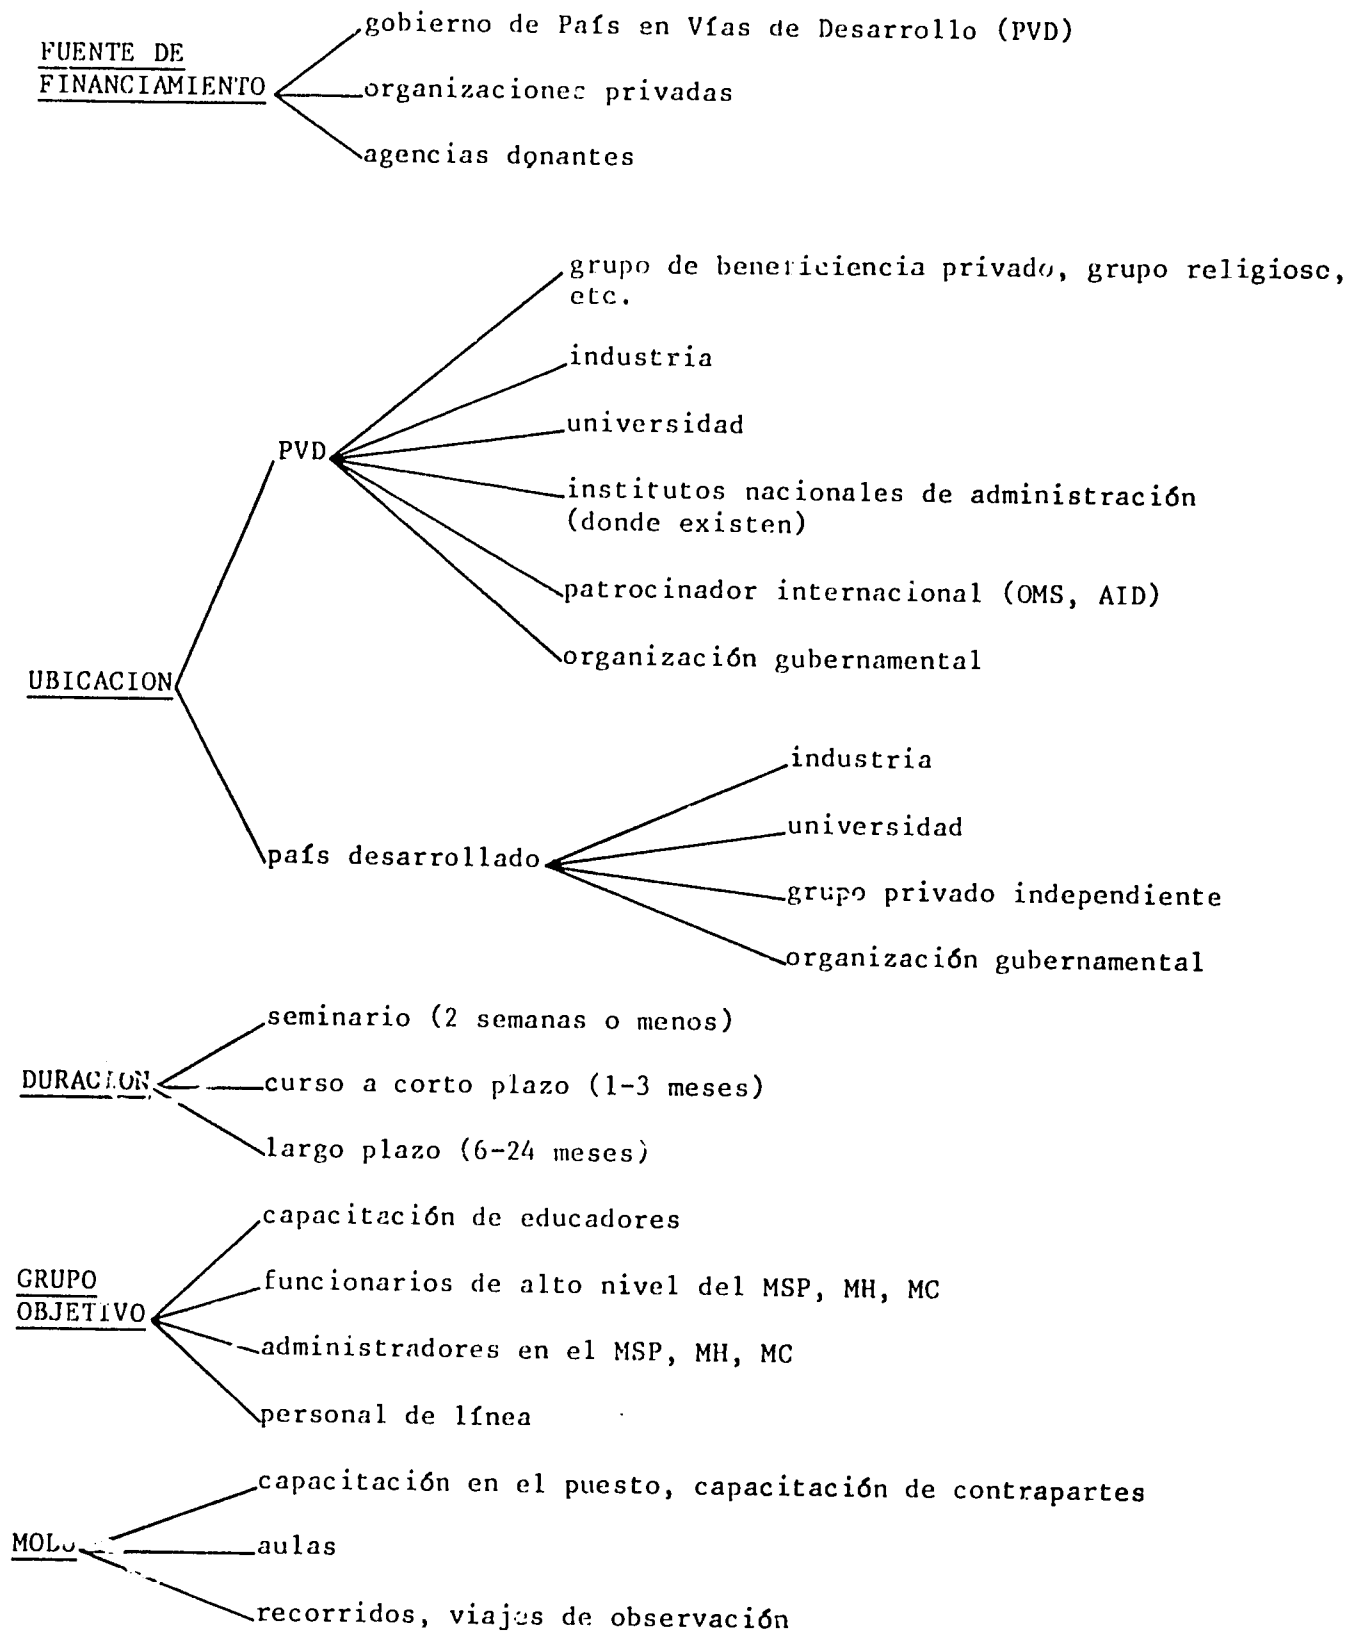 FUENTE DE
FINANCIAMIENTO
gobierno de País en Vías de Desarrollo (PVD)
organizaciones privadas
agencias donantes
UBICACION
PVD
grupo de beneficiencia privado, grupo religioso,
etc.
industria
universidad
institutos nacionales de administración
(donde existen)
patrocinador internacional (OMS, AID)
organización gubernamental
país desarrollado
industria
universidad
grupo privado independiente
organización gubernamental
DURACION
seminario (2 semanas o menos)
curso a corto plazo (1-3 meses)
largo plazo (6-24 meses)
GRUPO
OBJETIVO
capacitación de educadores
funcionarios de alto nivel del MSP, MH, MC
administradores en el MSP, MH, MC
personal de línea
capacitación en el puesto, capacitación de contrapartes
aulas
recorridos, viajes de observación